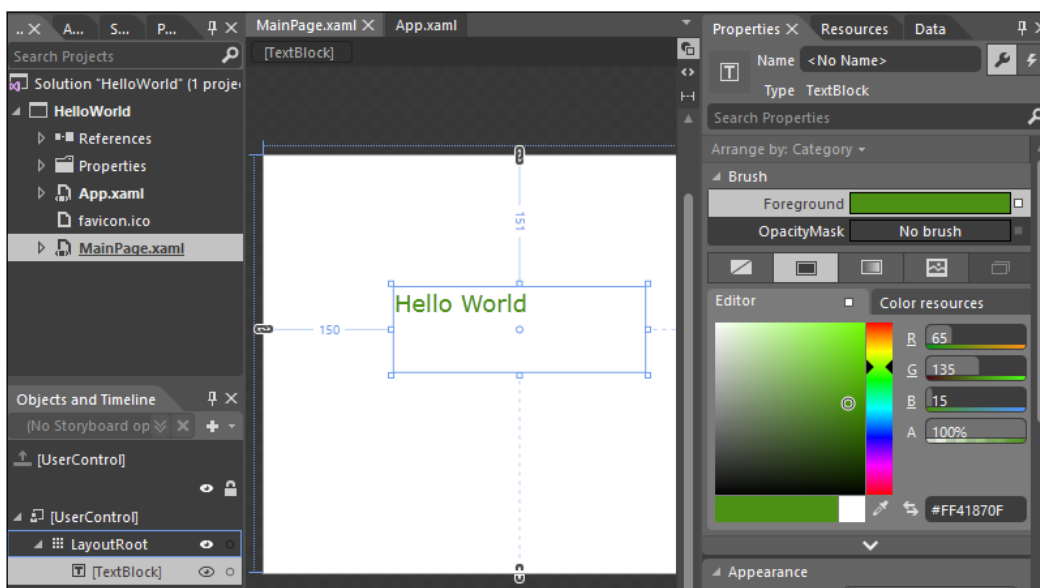 .. A... S... P...
Search Projects
Solution "HelloWorld" (1 proje
HelloWorld
References
Properties
App.xaml
favicon.ico
MainPage.xaml
Objects and Timeline
(No Storyboard op
[UserControl]
[UserControl]
LayoutRoot
[TextBlock]
MainPage.xaml App.xaml
[TextBlock]
151
150
Hello World
Properties Resources Data
Name <No Name>
Type TextBlock
Search Properties
Arrange by: Category
Brush
Foreground
OpacityMask No brush
Editor Color resources
R 65
G 135
B 15
A 100%
#FF41870F
Appearance